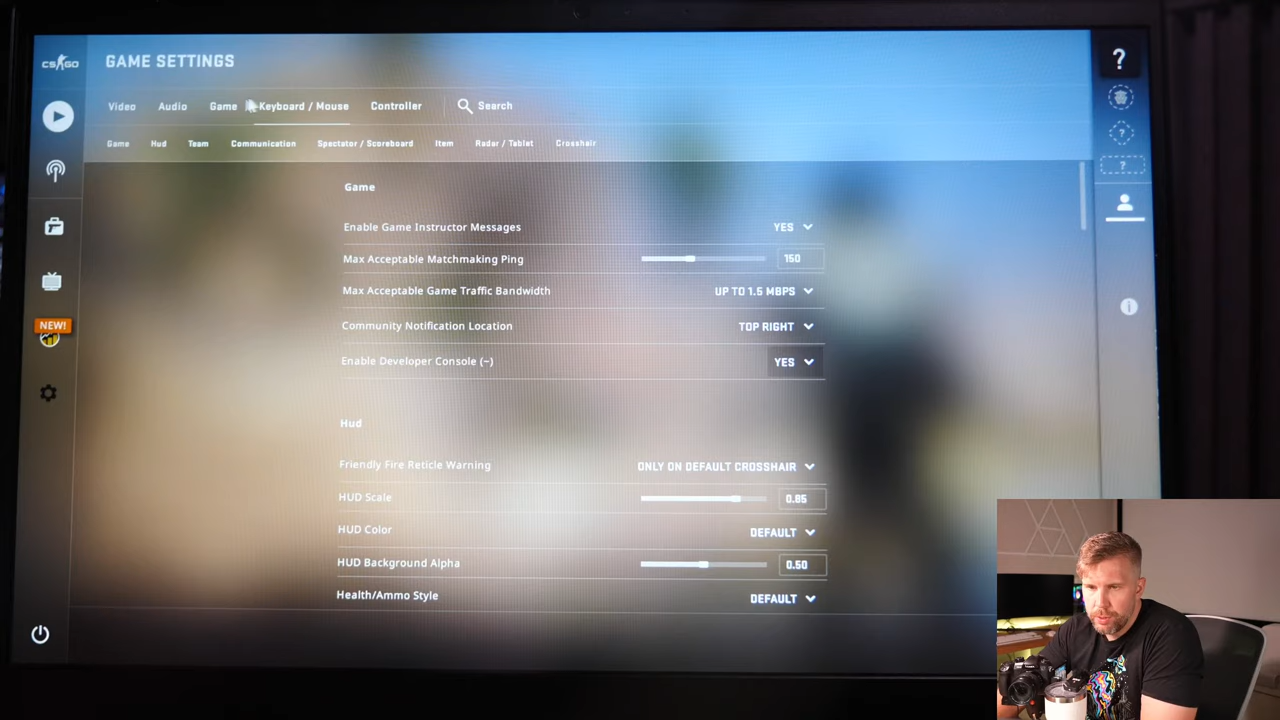 CS GO
GAME SETTINGS
?
Video Audio Game Keyboard / Mouse Controller Search
Game Hud Team Communication Spectator / Scoreboard Item Radar / Tablet Crosshair
?
?
Game
Enable Game Instructor Messages YES
Max Acceptable Matchmaking Ping 150
Max Acceptable Game Traffic Bandwidth UP TO 1.5 MBPS
i
NEW!
Community Notification Location TOP RIGHT
Enable Developer Console (~) YES
Hud
Friendly Fire Reticle Warning ONLY ON DEFAULT CROSSHAIR
HUD Scale 0.85
HUD Color DEFAULT
HUD Background Alpha 0.50
Health/Ammo Style DEFAULT